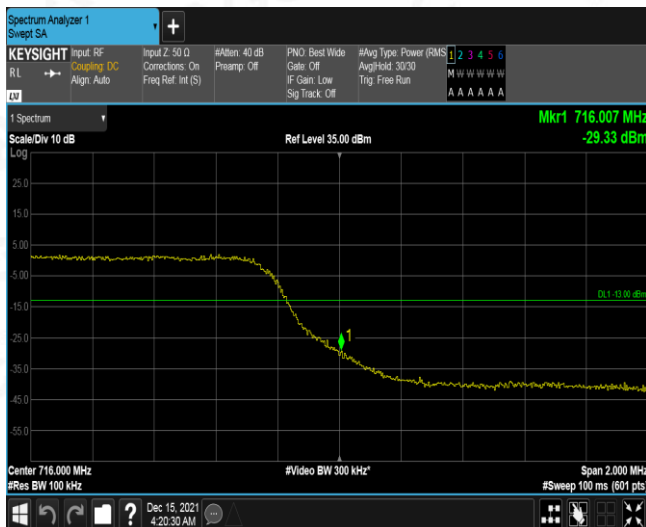 Spectrum Analyzer 1
Swept SA
+
KEYSIGHT
RL
LXI
Input: RF
Coupling: DC
Align: Auto
Input Z: 50 Ω
Corrections: On
Freq Ref: Int (S)
#Atten: 40 dB
Preamp: Off
PNO: Best Wide
Gate: Off
IF Gain: Low
Sig Track: Off
#Avg Type: Power (RMS
Avg|Hold: 30/30
Trig: Free Run
1 2 3 4 5 6
M W W W W W
A A A A A A
1 Spectrum
Scale/Div 10 dB
Log
Ref Level 35.00 dBm
Mkr1 716.007 MHz
-29.33 dBm
25.0
15.0
5.00
-5.00
-15.0
-25.0
-35.0
-45.0
-55.0
DL1 -13.00 dBm
1
Center 716.000 MHz
#Res BW 100 kHz
#Video BW 300 kHz*
Span 2.000 MHz
#Sweep 100 ms (601 pts)
?
Dec 15, 2021
4:20:30 AM